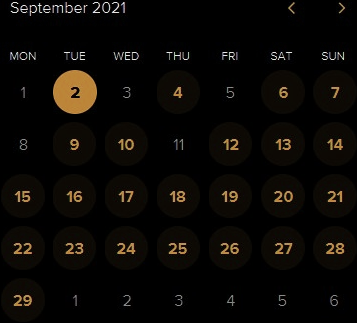 September 2021
MON TUE WED THU FRI SAT SUN
1 2 3 4 5 6 7
8 9 10 11 12 13 14
15 16 17 18 19 20 21
22 23 24 25 26 27 28
29 1 2 3 4 5 6